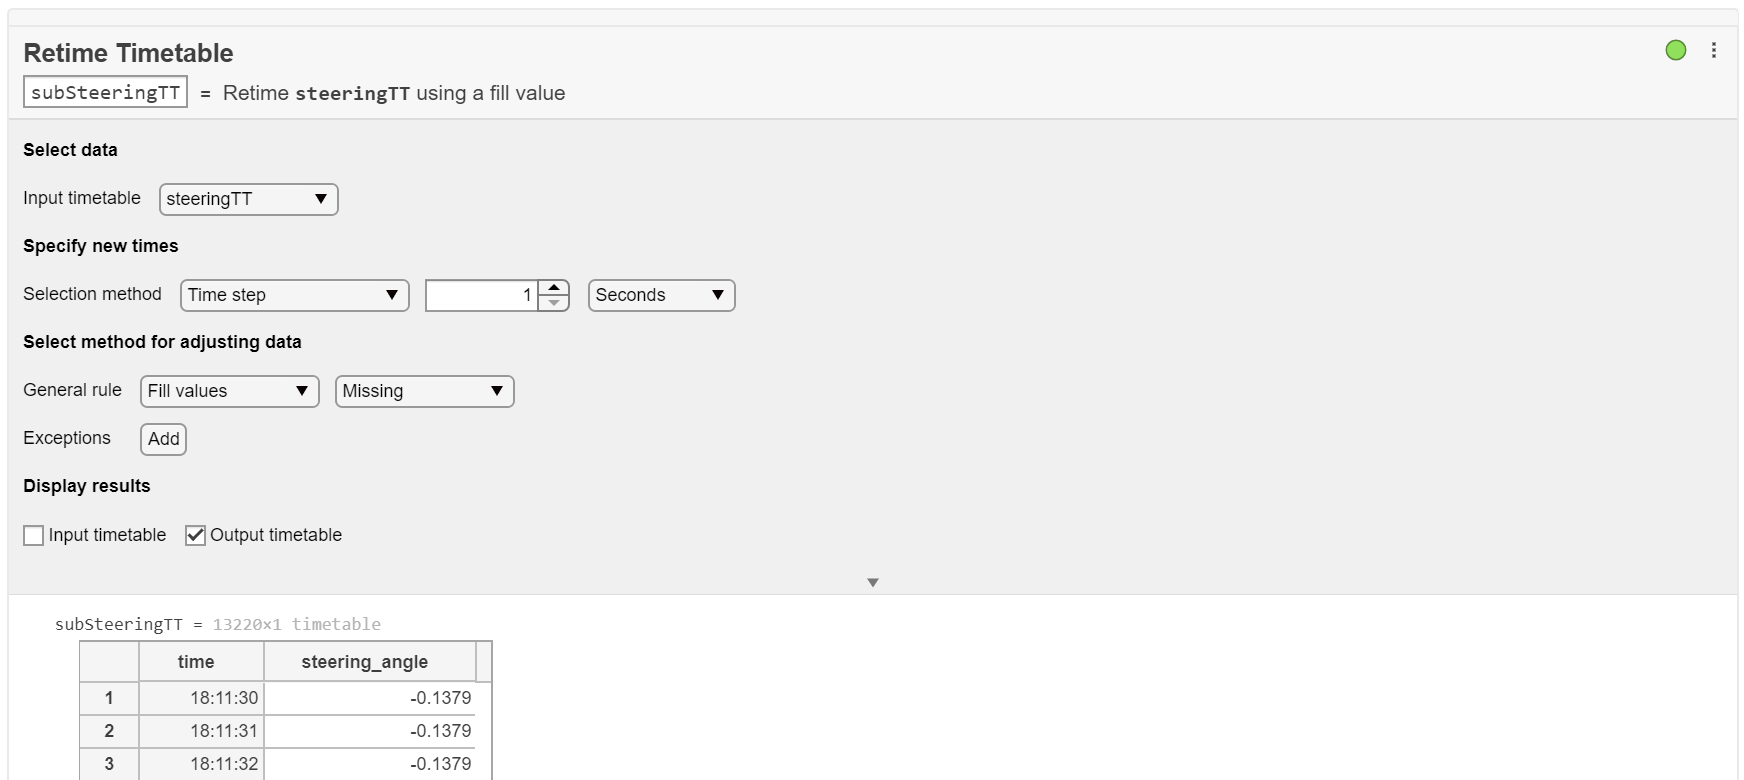 Retime Timetable
subSteeringTT = Retime steeringTT using a fill value
Select data
Input timetable steeringTT
Specify new times
Selection method Time step 1 Seconds
Select method for adjusting data
General rule Fill values Missing
Exceptions Add
Display results
Input timetable Output timetable
subSteeringTT = 13220×1 timetable
time steering_angle
1 18:11:30 -0.1379
2 18:11:31 -0.1379
3 18:11:32 -0.1379